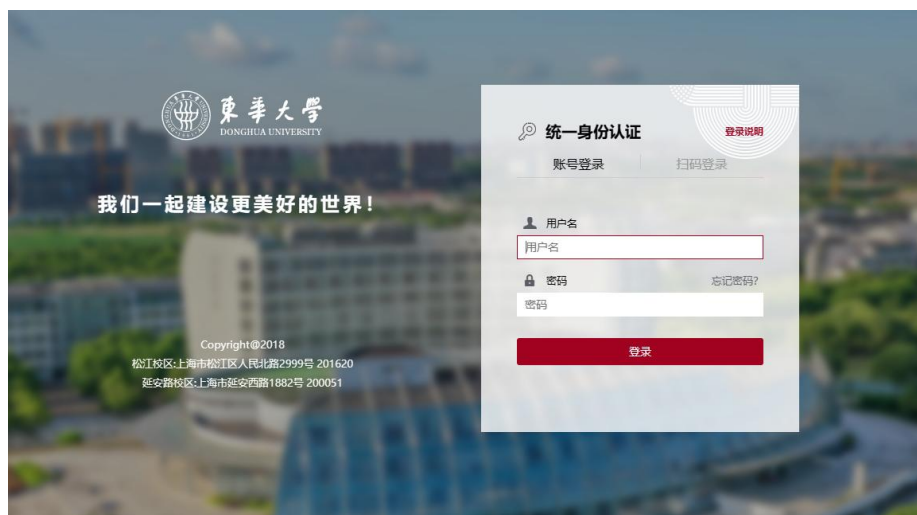 東華大學
DONGHUA UNIVERSITY
我们一起建设更美好的世界！
Copyright@2018
松江校区:上海市松江区人民北路2999号 201620
延安路校区:上海市延安西路1882号 200051
统一身份认证
登录说明
账号登录
扫码登录
用户名
用户名
密码
忘记密码?
密码
登录